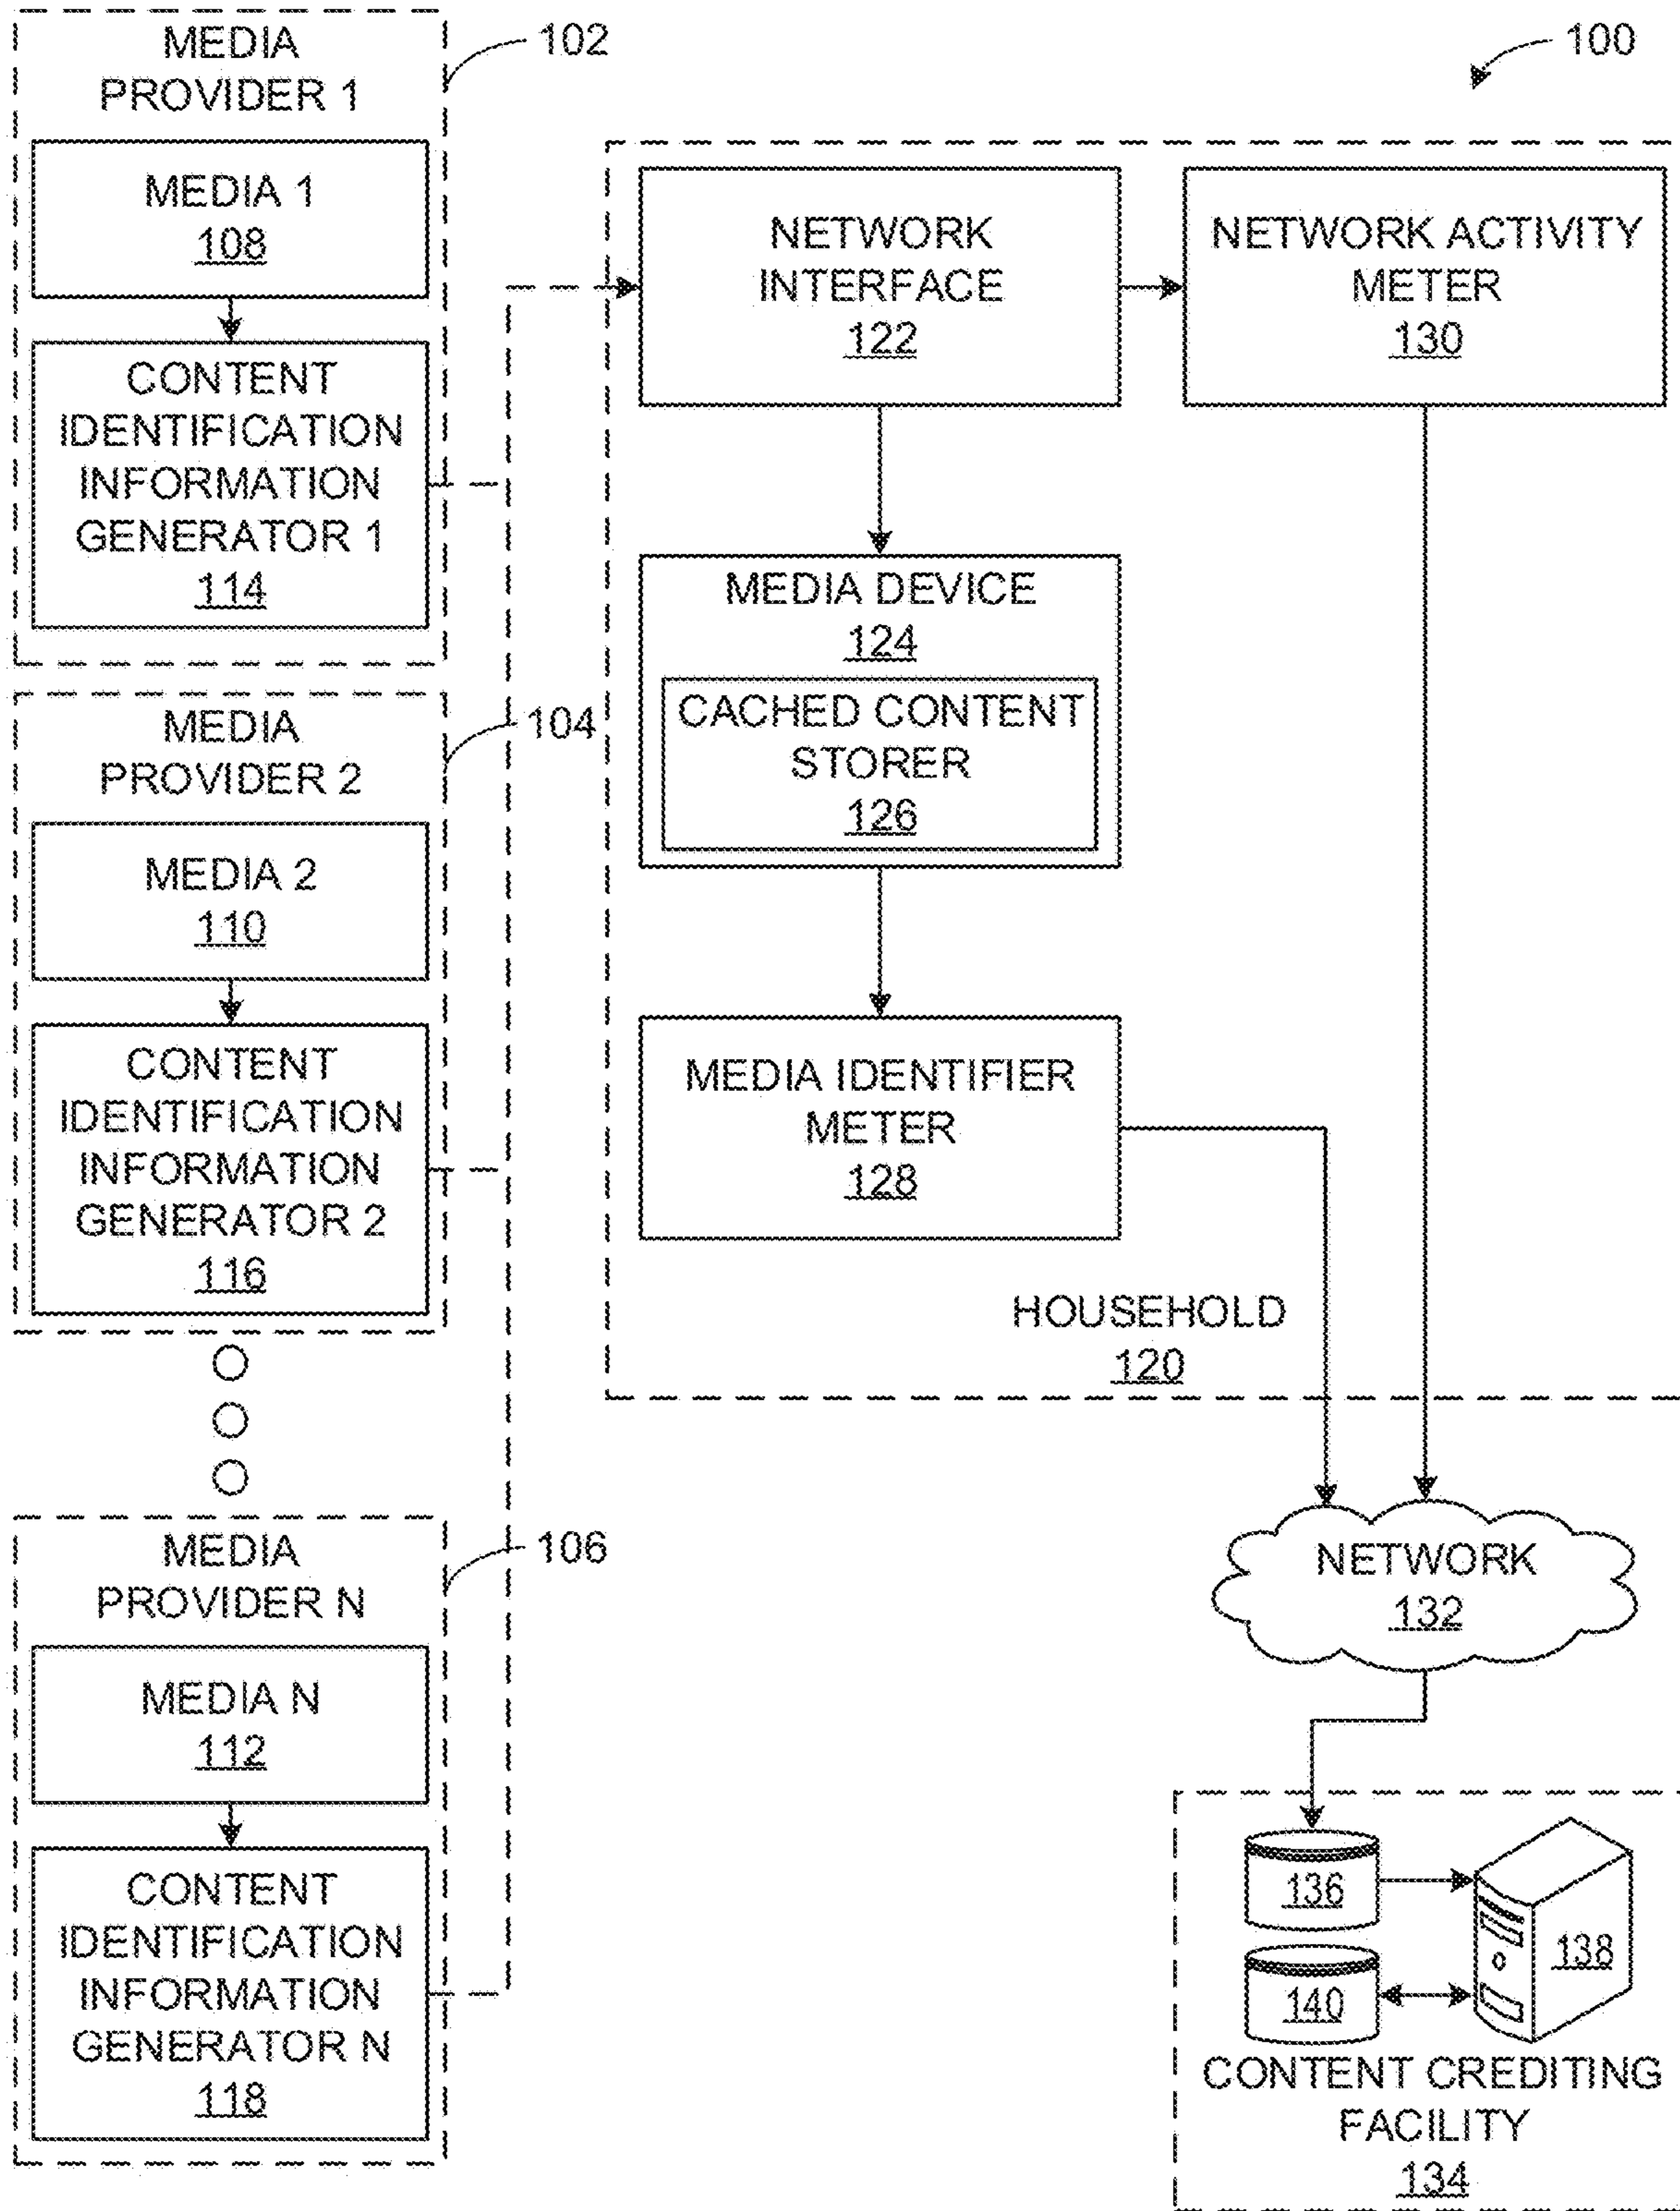 MEDIA
PROVIDER 1
102
MEDIA 1
108
CONTENT
IDENTIFICATION
INFORMATION
GENERATOR 1
114
MEDIA
PROVIDER 2
104
MEDIA 2
110
CONTENT
IDENTIFICATION
INFORMATION
GENERATOR 2
116
MEDIA
PROVIDER N
106
MEDIA N
112
CONTENT
IDENTIFICATION
INFORMATION
GENERATOR N
118
100
NETWORK
INTERFACE
122
NETWORK ACTIVITY
METER
130
MEDIA DEVICE
124
CACHED CONTENT
STORER
126
MEDIA IDENTIFIER
METER
128
HOUSEHOLD
120
NETWORK
132
136
138
140
CONTENT CREDITING
FACILITY
134